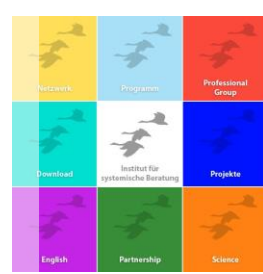 Netzwerk
Programm
Professional
Group
Download
Institut für
systemische Beratung
Projekte
English
Partnership
Science